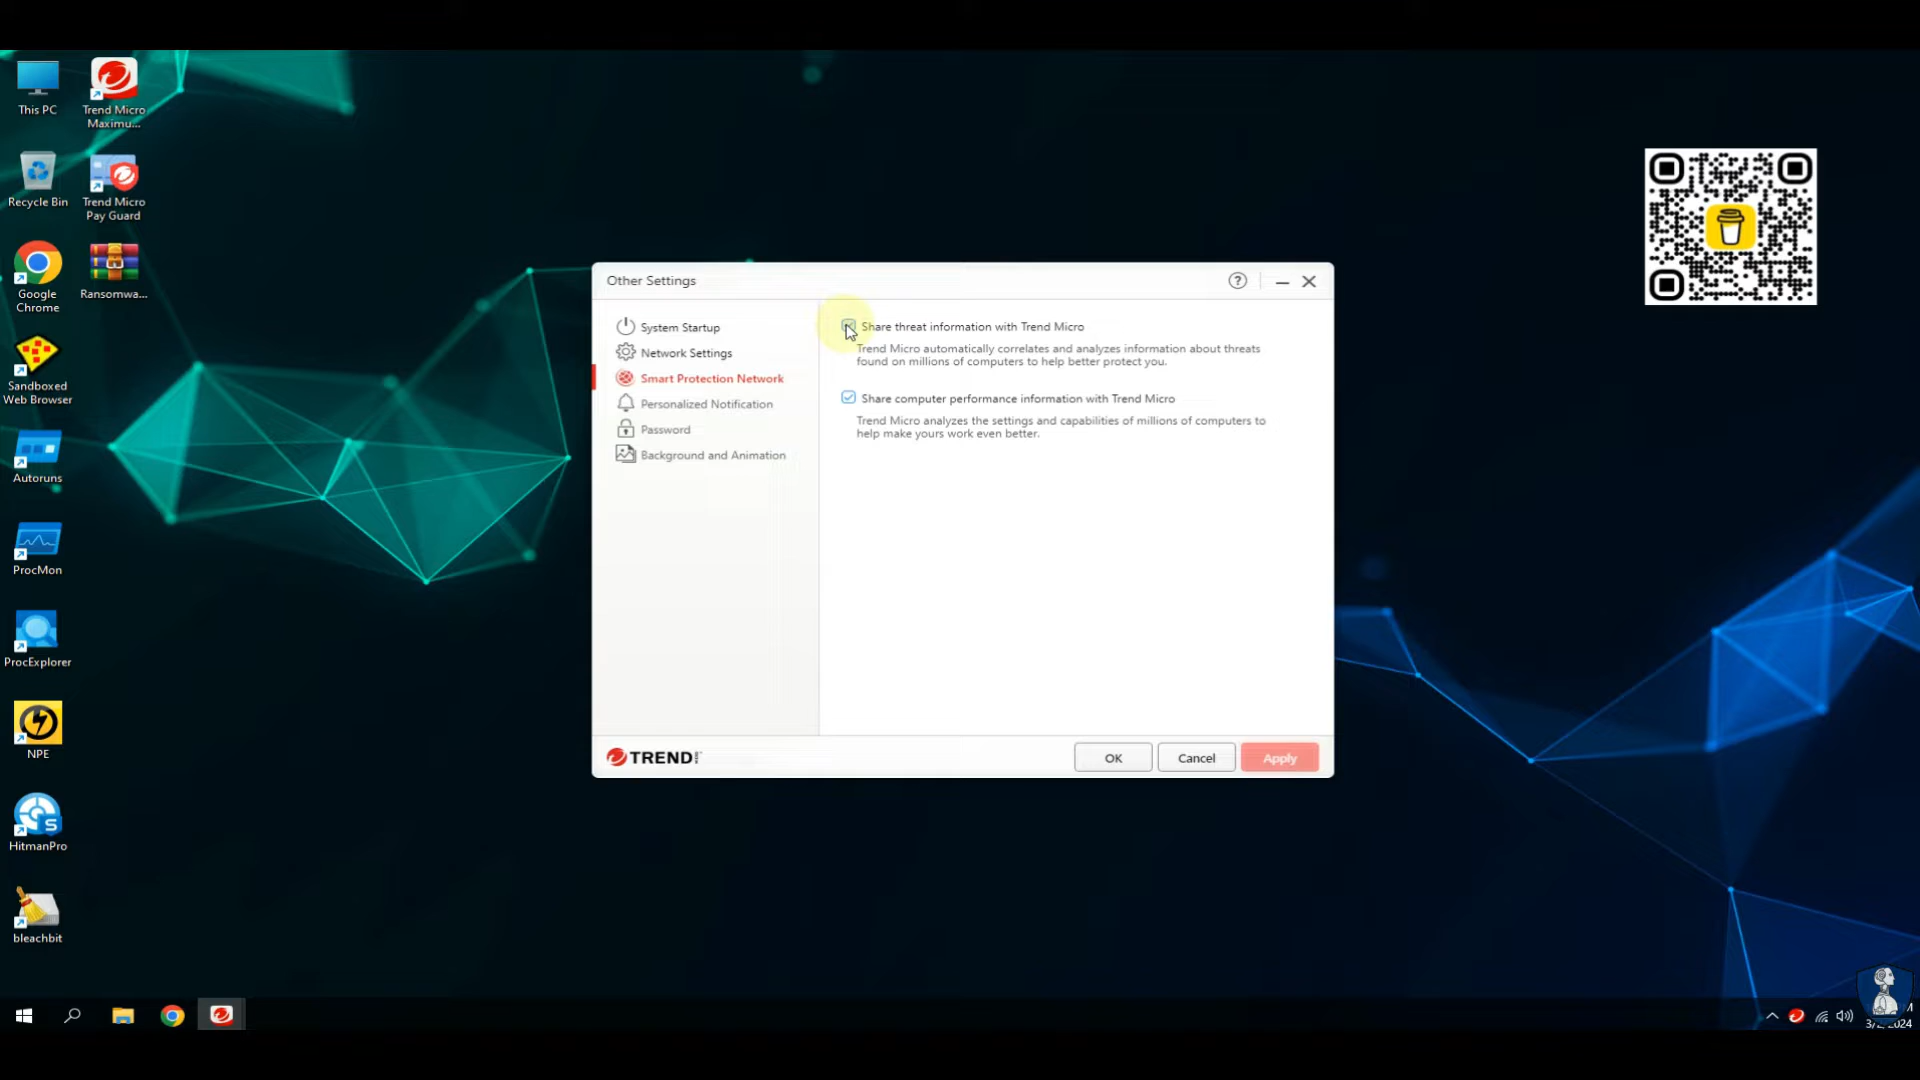 This PC
Trend Micro
Maximu...
Recycle Bin
Trend Micro
Pay Guard
Google
Chrome
Ransomwa...
Sandboxed
Web Browser
Autoruns
ProcMon
ProcExplorer
NPE
HitmanPro
bleachbit
Other Settings
System Startup
Network Settings
Smart Protection Network
Personalized Notification
Password
Background and Animation
Share threat information with Trend Micro
Trend Micro automatically correlates and analyzes information about threats
found on millions of computers to help better protect you.
Share computer performance information with Trend Micro
Trend Micro analyzes the settings and capabilities of millions of computers to
help make yours work even better.
TREND
OK
Cancel
Apply